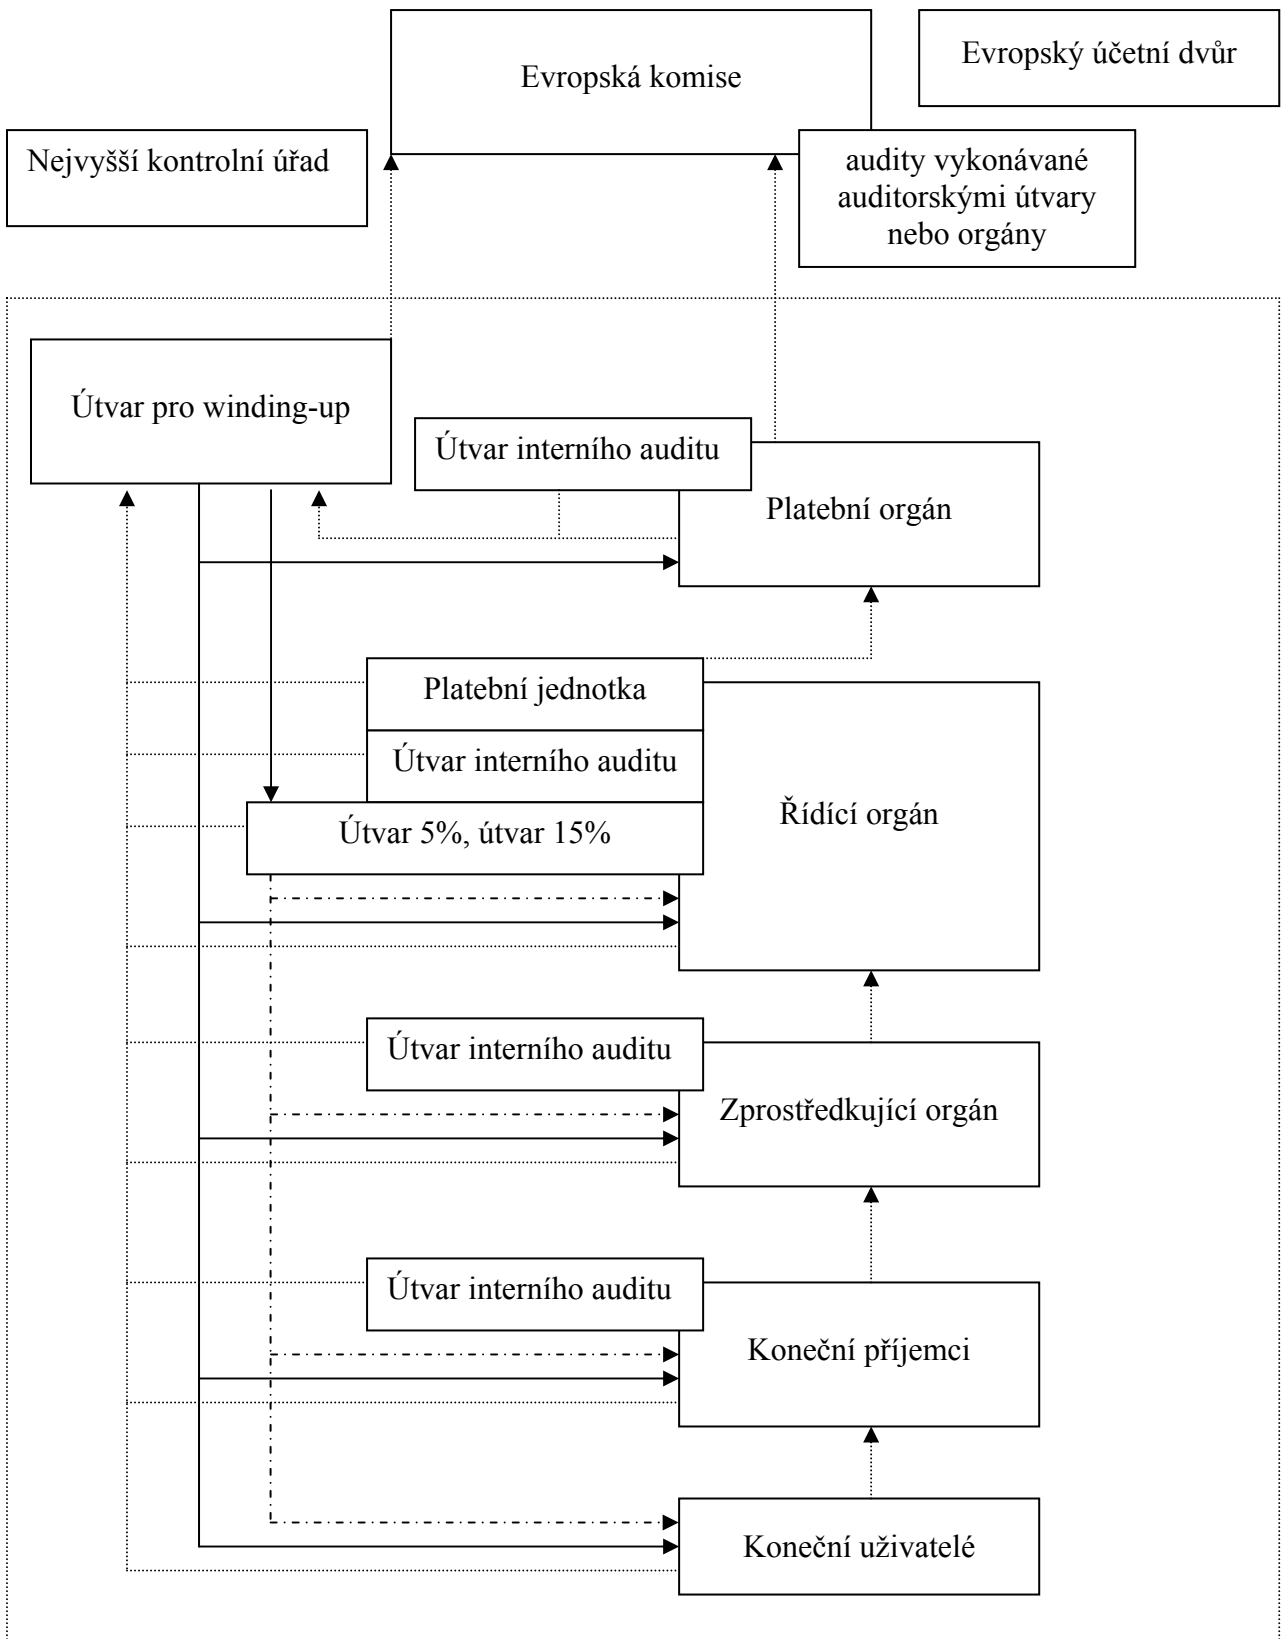 Evropská komise
Evropský účetní dvůr
Nejvyšší kontrolní úřad
audity vykonávané
auditorskými útvary
nebo orgány
Útvar pro winding-up
Útvar interního auditu
Platební orgán
Platební jednotka
Útvar interního auditu
Řídící orgán
Útvar 5%, útvar 15%
Útvar interního auditu
Zprostředkující orgán
Útvar interního auditu
Koneční příjemci
Koneční uživatelé